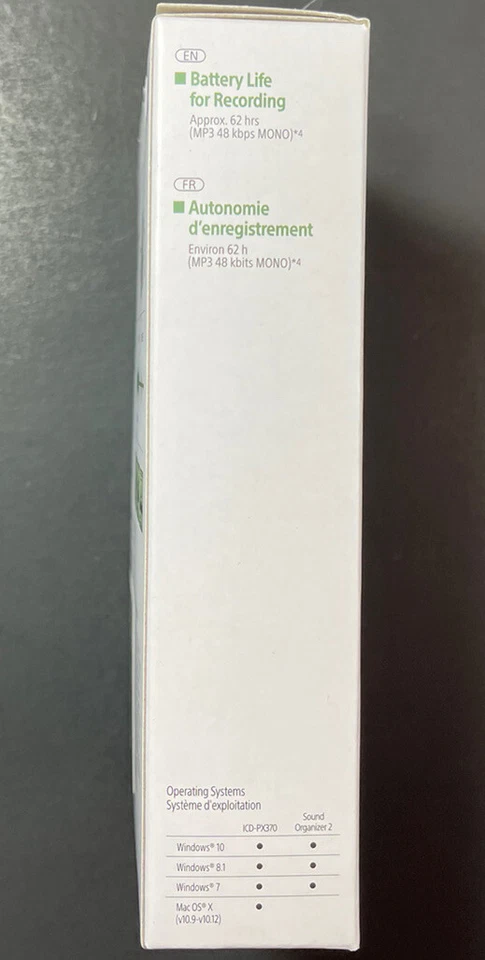 EN
■ Battery Life
for Recording
Approx. 62 hrs
(MP3 48 kbps MONO)*4
FR
■ Autonomie
d'enregistrement
Environ 62 h
(MP3 48 kbits MONO)*4
Operating Systems
Système d'exploitation
ICD-PX370 Sound Organizer 2
Windows® 10 ● ●
Windows® 8.1 ● ●
Windows® 7 ● ●
Mac OS® X ●
(v10.9-v10.12)